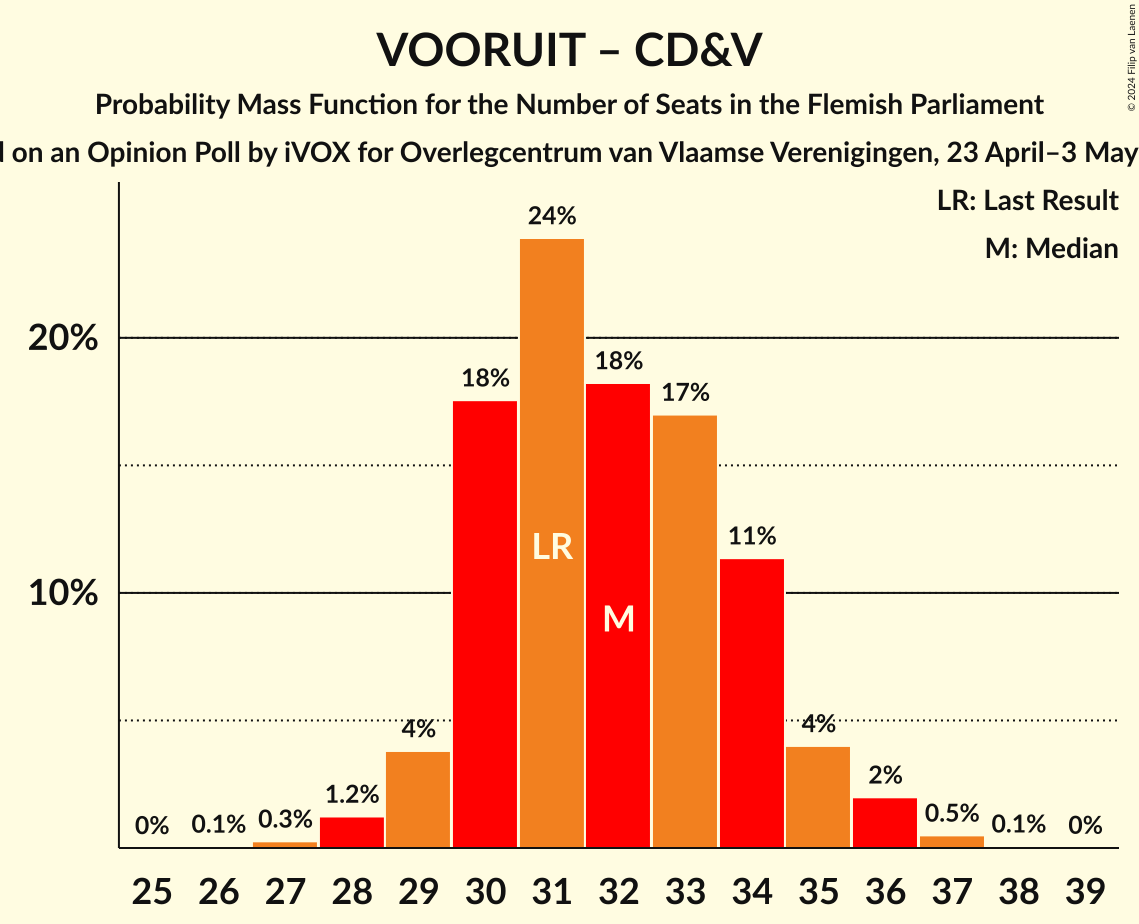 VOORUIT – CD&V
Probability Mass Function for the Number of Seats in the Flemish Parliament
on an Opinion Poll by iVOX for Overlegcentrum van Vlaamse Verenigingen, 23 April–3 May
© 2024 Filip van Laenen
LR: Last Result
M: Median
20%
10%
0%
0.1%
0.3%
1.2%
4%
18%
24%
18%
17%
11%
4%
2%
0.5%
0.1%
0%
LR
M
25 26 27 28 29 30 31 32 33 34 35 36 37 38 39